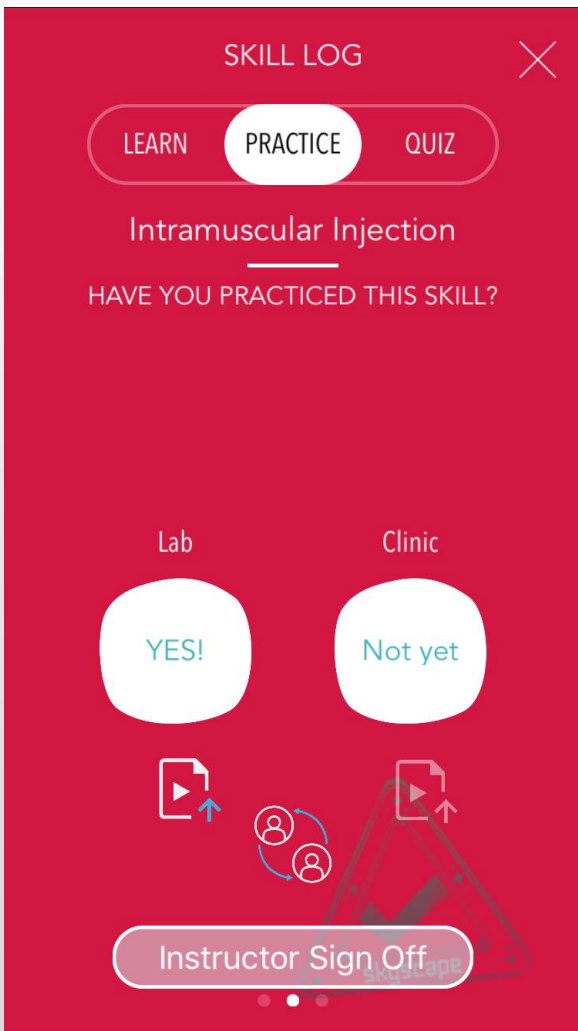 SKILL LOG
LEARN PRACTICE QUIZ
Intramuscular Injection
HAVE YOU PRACTICED THIS SKILL?
Lab Clinic
YES! Not yet
Instructor Sign Off
skyscape